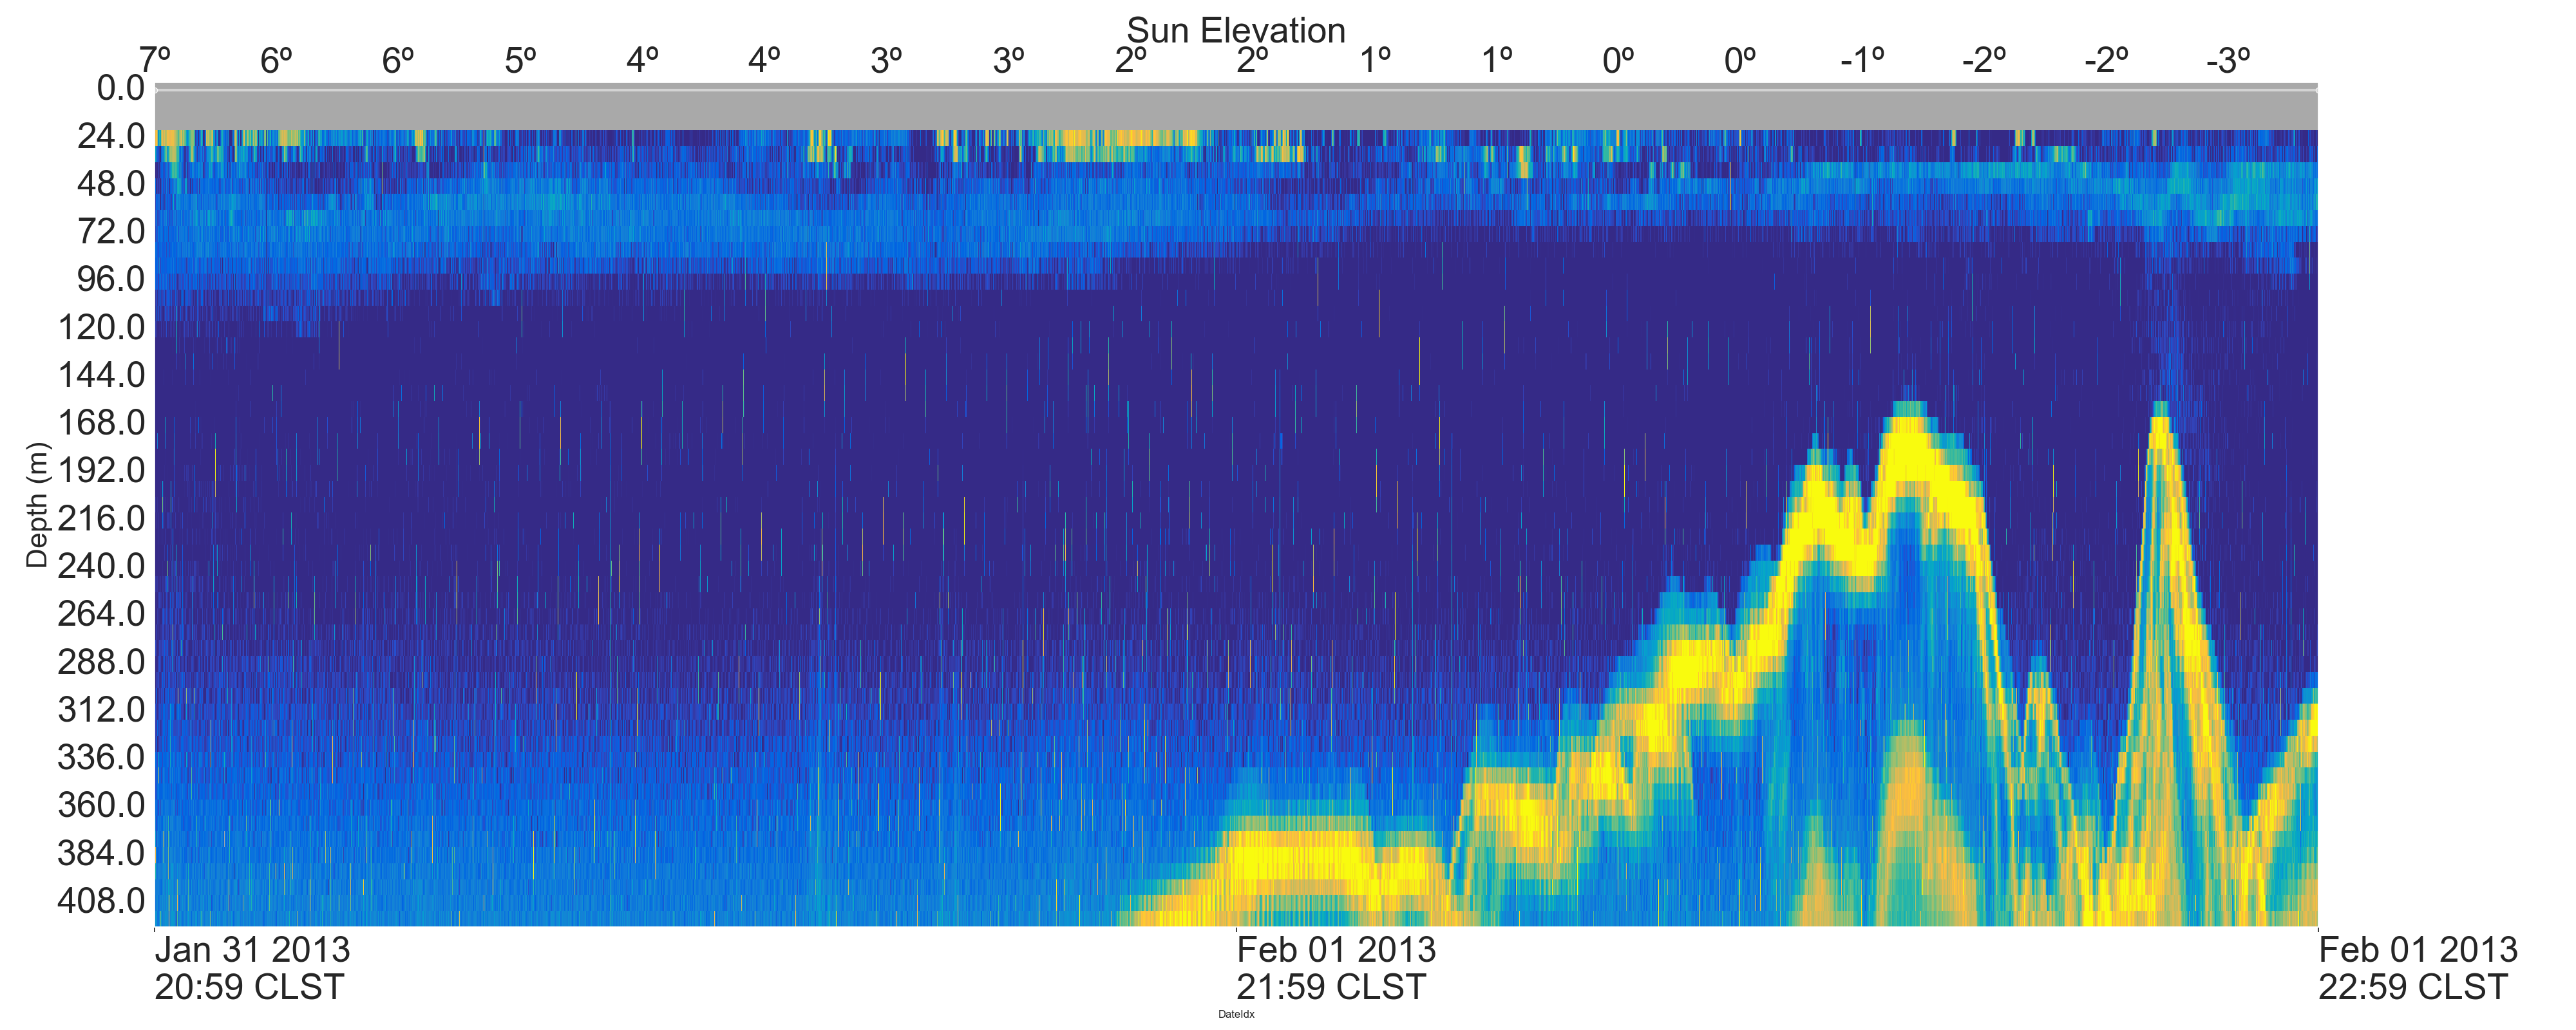 Sun Elevation
7º 6º 6º 5º 4º 4º 3º 3º 2º 2º 1º 1º 0º 0º -1º -2º -2º -3º
0.0
24.0
48.0
72.0
96.0
120.0
144.0
168.0
192.0
216.0
240.0
264.0
288.0
312.0
336.0
360.0
384.0
408.0
Depth (m)
Jan 31 2013
20:59 CLST
Feb 01 2013
21:59 CLST
Feb 01 2013
22:59 CLST
DateIdx